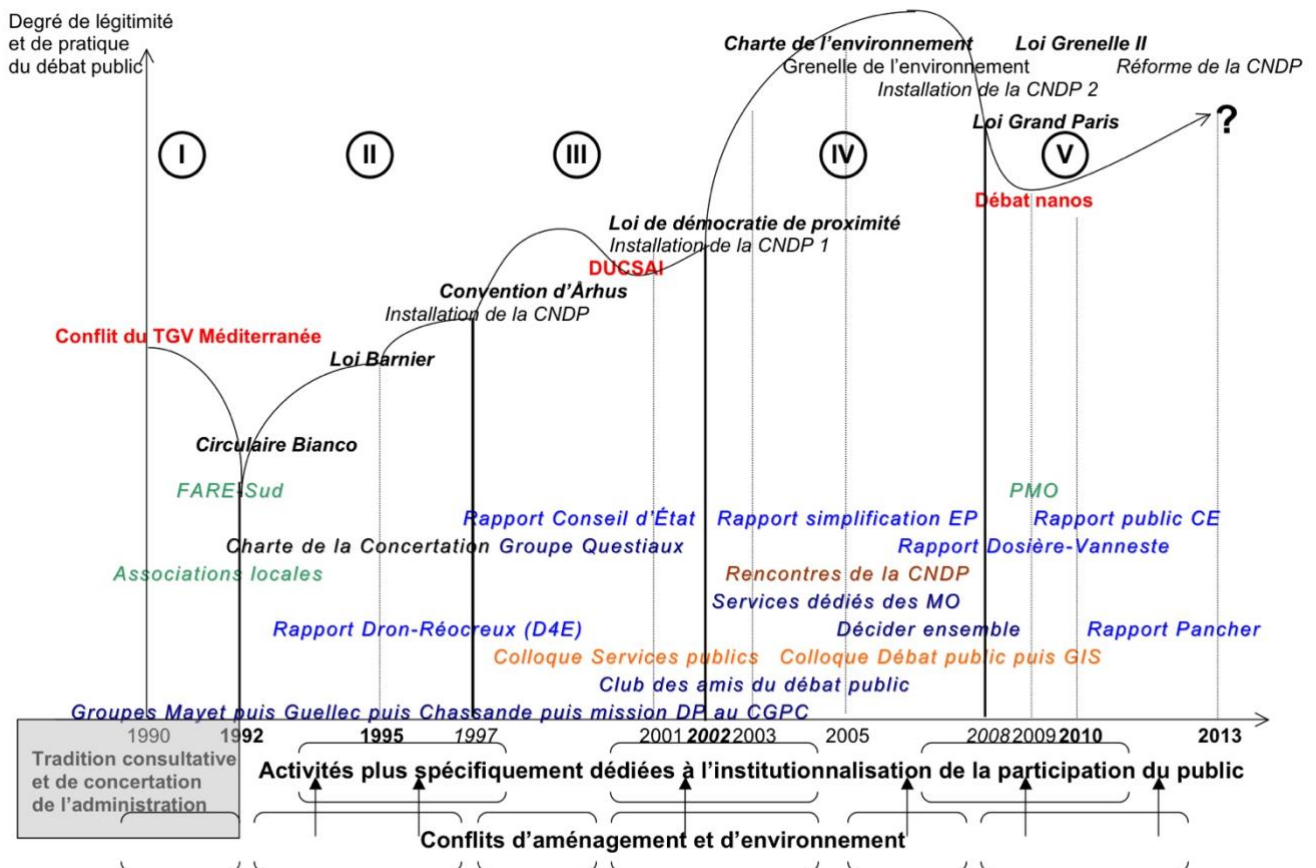 Degré de légitimité
et de pratique
du débat public
Charte de l'environnement
Loi Grenelle II
Grenelle de l'environnement
Réforme de la CNDP
Installation de la CNDP 2
Loi Grand Paris
?
I
II
III
IV
V
Débat nanos
Loi de démocratie de proximité
Installation de la CNDP 1
DUCSAI
Convention d'Århus
Installation de la CNDP
Conflit du TGV Méditerranée
Loi Barnier
Circulaire Bianco
FARE-Sud
PMO
Rapport Conseil d'État
Rapport simplification EP
Rapport public CE
Charte de la Concertation
Groupe Questiaux
Rapport Dosière-Vanneste
Associations locales
Rencontres de la CNDP
Services dédiés des MO
Rapport Dron-Réocreux (D4E)
Décider ensemble
Rapport Pancher
Colloque Services publics
Colloque Débat public puis GIS
Club des amis du débat public
Groupes Mayet puis Guellec puis Chassande puis mission DP au CGPC
1990
1992
1995
1997
2001
2002
2003
2005
2008
2009
2010
2013
Tradition consultative
et de concertation
de l'administration
Activités plus spécifiquement dédiées à l'institutionnalisation de la participation du public
Conflits d'aménagement et d'environnement